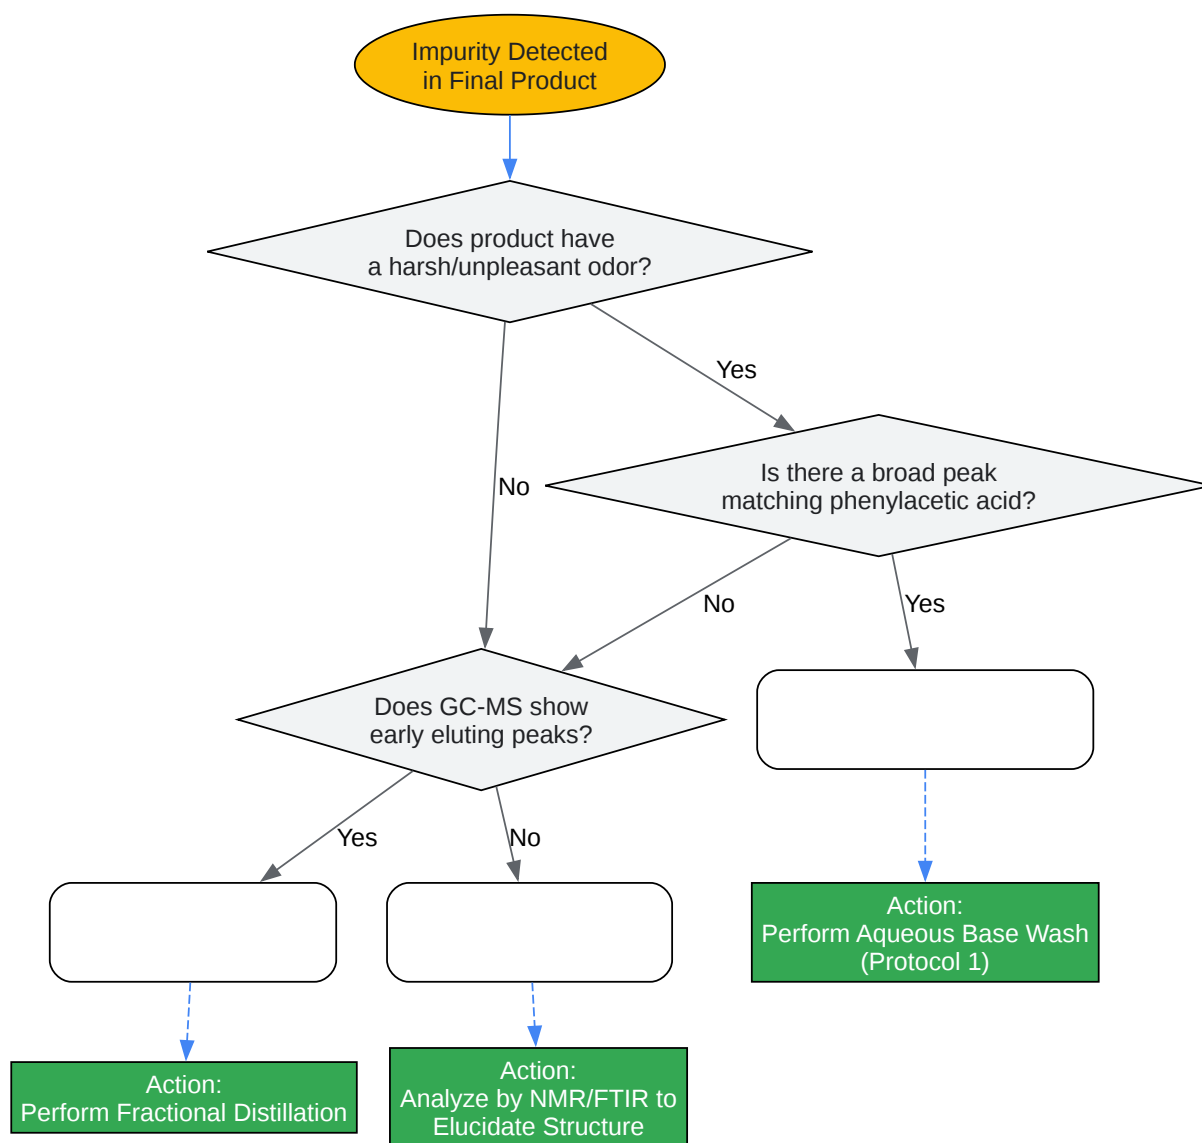 Impurity Detected
in Final Product
Does product have
a harsh/unpleasant odor?
Yes
No
Is there a broad peak
matching phenylacetic acid?
No
Yes
Does GC-MS show
early eluting peaks?
Yes
No
Action:
Perform Aqueous Base Wash
(Protocol 1)
Action:
Perform Fractional Distillation
Action:
Analyze by NMR/FTIR to
Elucidate Structure